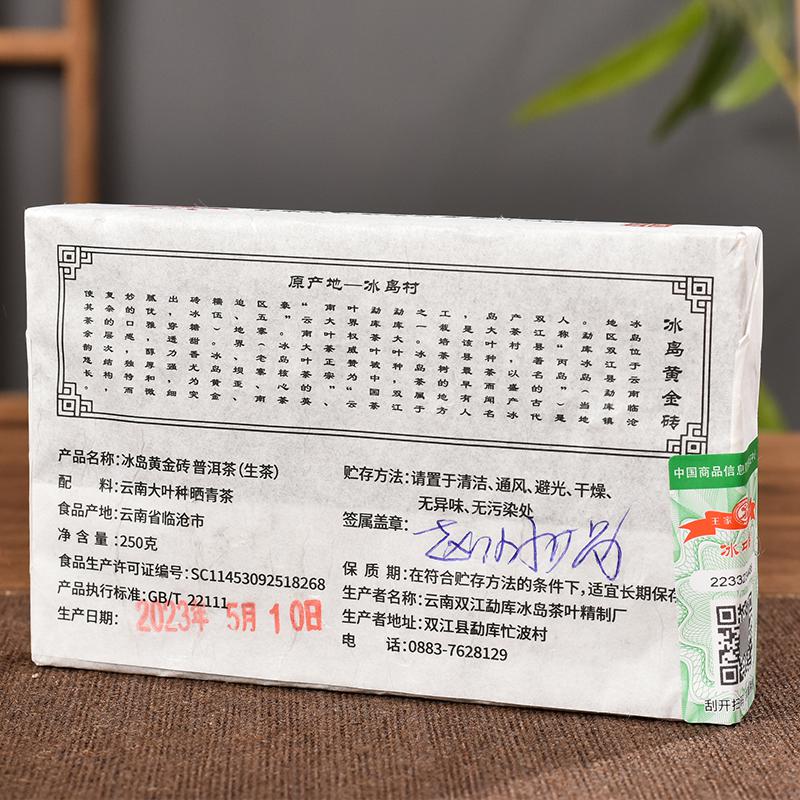 原产地—冰岛村
冰岛黄金砖
冰岛位于云南临沧
地区双江县勐库镇
。勐库冰岛（当地
人称“丙岛”）是
双江县著名的古代
产茶村，以盛产冰
岛大叶种茶而闻名
，是该县最早有人
工栽培茶树的地方
之一。冰岛茶属于
勐库大叶种，双江
勐库茶叶被中国茶
叶界权威赞为“云
南大叶茶正宗”、
“云南大叶茶的英
豪”。冰岛核心茶
区五寨（老寨、南
迫、地界、坝亚、
糯伍）。冰岛黄金
砖冰糖甜香尤为突
出，穿透力强，细
腻优雅，醇厚和微
妙的口感，独特而
复杂的层次结构，
使其茶余韵悠长。
产品名称：冰岛黄金砖 普洱茶（生茶）
配 料：云南大叶种晒青茶
食品产地：云南省临沧市
净 含 量：250克
食品生产许可证编号：SC11453092518268
产品执行标准：GB/T 22111
生产日期：
2023年 5月10日
贮存方法：请置于清洁、通风、避光、干燥、
无异味、无污染处
签属盖章：
保 质 期：在符合贮存方法的条件下，适宜长期保存
生产者名称：云南双江勐库冰岛茶叶精制厂
生产者地址：双江县勐库忙波村
电 话：0883-7628129
中国商品信息
王家
冰
22332
刮开扫